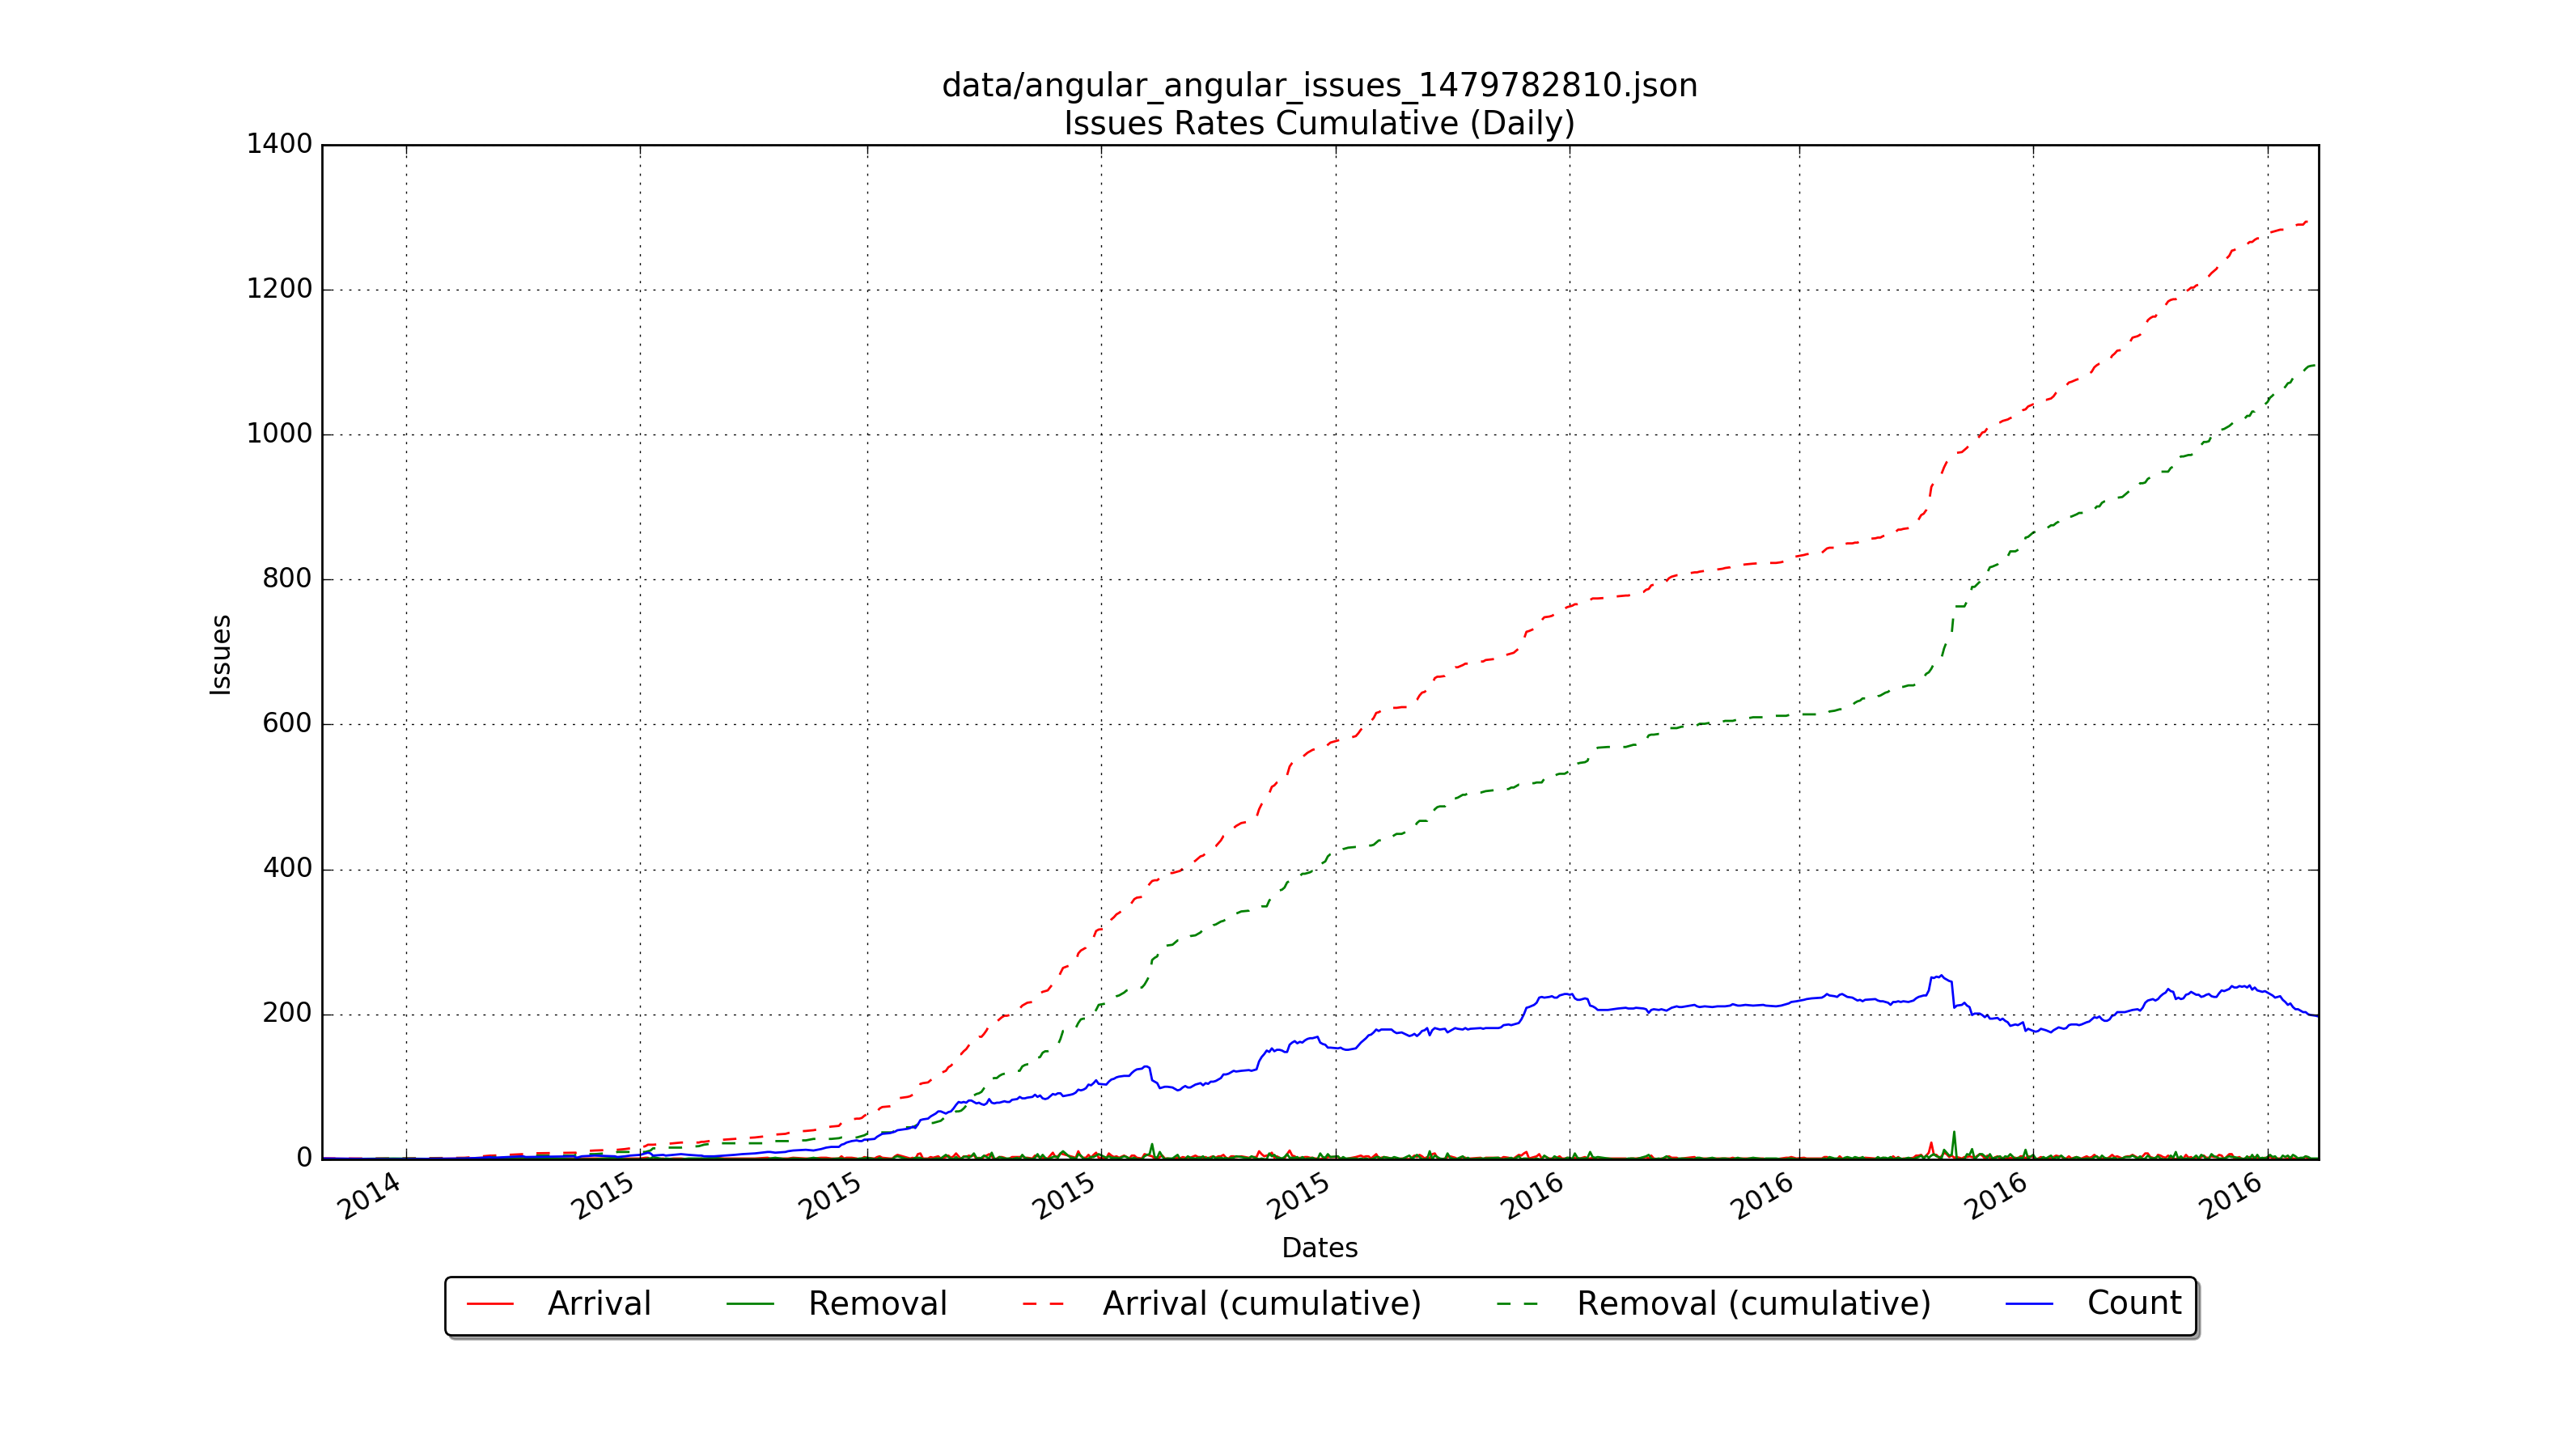 data/angular_angular_issues_1479782810.json
Issues Rates Cumulative (Daily)
1400
1200
1000
800
600
400
200
0
Issues
2014 2015 2015 2015 2015 2016 2016 2016 2016
Dates
Arrival Removal Arrival (cumulative) Removal (cumulative) Count